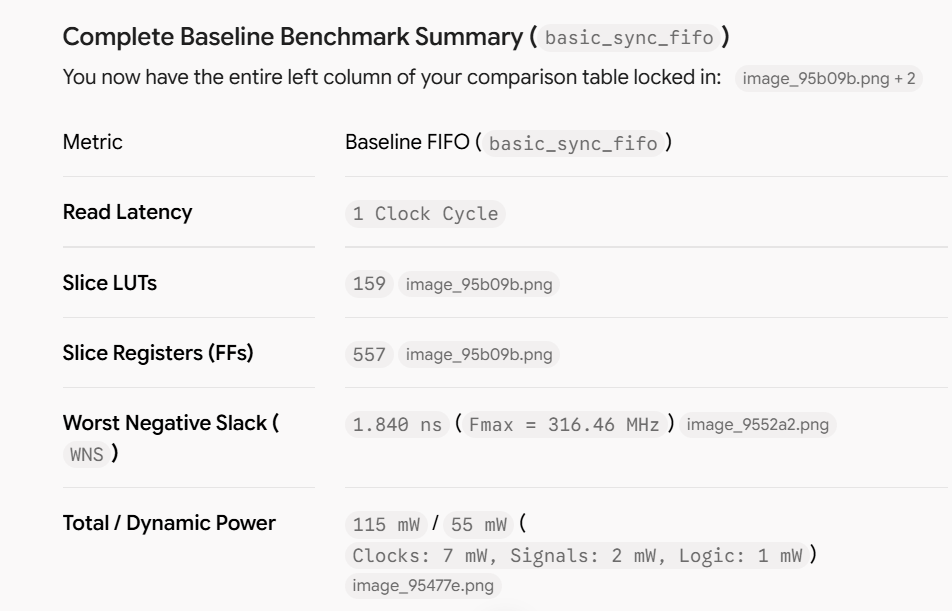 Complete Baseline Benchmark Summary ( basic_sync_fifo )
You now have the entire left column of your comparison table locked in: image_95b09b.png + 2
Metric Baseline FIFO ( basic_sync_fifo )
Read Latency 1 Clock Cycle
Slice LUTs 159 image_95b09b.png
Slice Registers (FFs) 557 image_95b09b.png
Worst Negative Slack ( 1.840 ns ( Fmax = 316.46 MHz ) image_9552a2.png
WNS )
Total / Dynamic Power 115 mW / 55 mW (
Clocks: 7 mW, Signals: 2 mW, Logic: 1 mW )
image_95477e.png